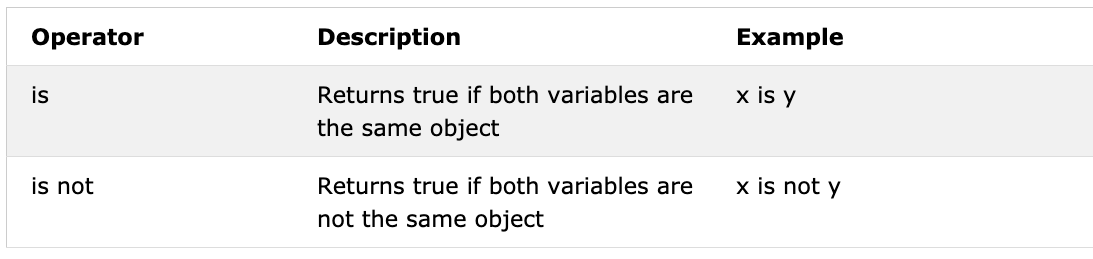 Operator Description Example
is Returns true if both variables are x is y
the same object
is not Returns true if both variables are x is not y
not the same object